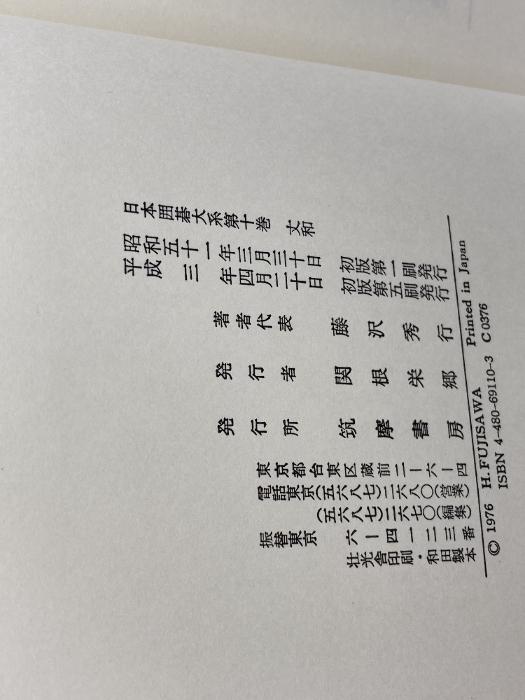 日本囲碁大系第十巻 丈和
昭和五十一年三月三十日 初版第一刷発行
平成三年四月二十日 初版第五刷発行
著者代表 藤沢秀行
発行者 関根栄郷
発行所 筑摩書房
東京都台東区蔵前二ー六ー四
電話東京(五六八七)二六八〇(営業)
(五六八七)二六七〇(編集)
振替東京 六ー四一二三番
壮光舎印刷・和田製本
© 1976 H. FUJISAWA Printed in Japan
ISBN 4-480-69110-3 C 0376